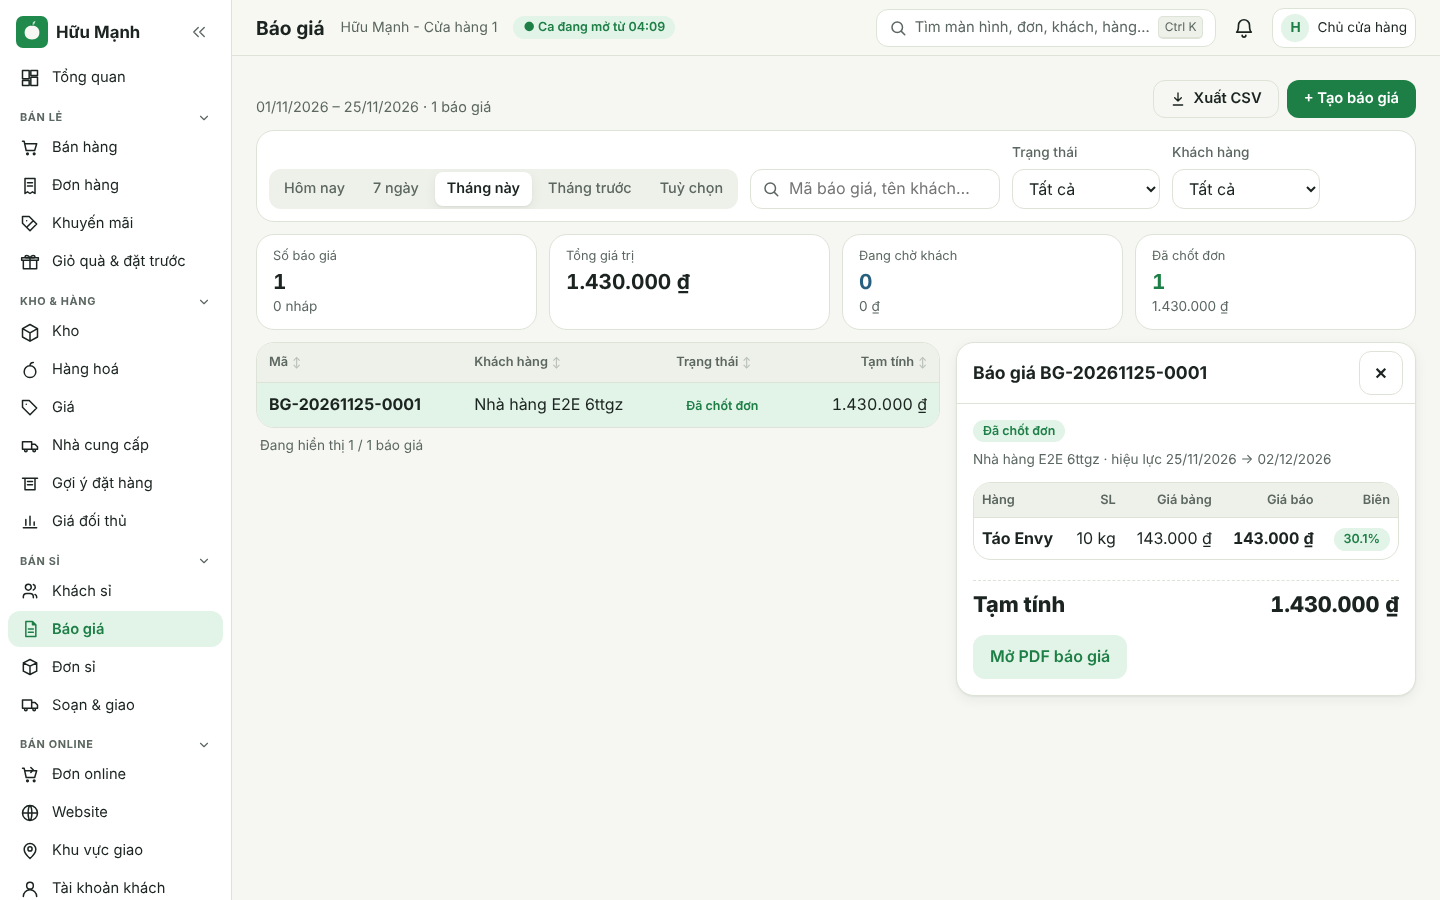 Hữu Mạnh
Tổng quan
BÁN LẺ
Bán hàng
Đơn hàng
Khuyến mãi
Giỏ quà & đặt trước
KHO & HÀNG
Kho
Hàng hoá
Giá
Nhà cung cấp
Gợi ý đặt hàng
Giá đối thủ
BÁN SỈ
Khách sỉ
Báo giá
Đơn sỉ
Soạn & giao
BÁN ONLINE
Đơn online
Website
Khu vực giao
Tài khoản khách
Báo giá Hữu Mạnh - Cửa hàng 1 Ca đang mở từ 04:09 Tìm màn hình, đơn, khách, hàng... Ctrl K H Chủ cửa hàng
01/11/2026 – 25/11/2026 · 1 báo giá Xuất CSV + Tạo báo giá
Trạng thái Khách hàng
Hôm nay 7 ngày Tháng này Tháng trước Tuỳ chọn Mã báo giá, tên khách... Tất cả Tất cả
Số báo giá Tổng giá trị Đang chờ khách Đã chốt đơn
1 1.430.000 ₫ 0 1
0 nháp 0 ₫ 1.430.000 ₫
Mã Khách hàng Trạng thái Tạm tính
BG-20261125-0001 Nhà hàng E2E 6ttgz Đã chốt đơn 1.430.000 ₫
Đang hiển thị 1 / 1 báo giá
Báo giá BG-20261125-0001
Đã chốt đơn
Nhà hàng E2E 6ttgz · hiệu lực 25/11/2026 → 02/12/2026
Hàng SL Giá bảng Giá báo Biên
Táo Envy 10 kg 143.000 ₫ 143.000 ₫ 30.1%
Tạm tính 1.430.000 ₫
Mở PDF báo giá